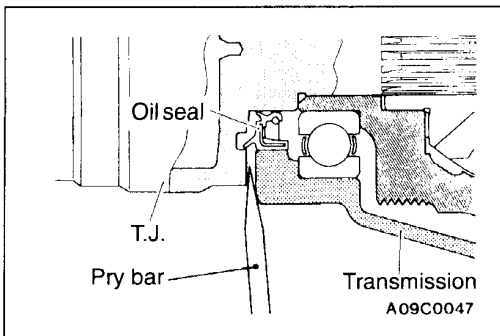 Oil seal
T.J.
Pry bar
Transmission
A09C0047